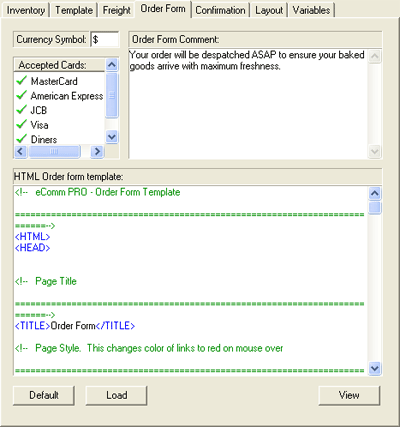 Inventory Template Freight Order Form Confirmation Layout Variables
Currency Symbol: $
Order Form Comment:
Your order will be despatched ASAP to ensure your baked
goods arrive with maximum freshness.
Accepted Cards:
MasterCard
American Express
JCB
Visa
Diners
HTML Order form template:
<!-- eComm PRO - Order Form Template
==================================================================
======-->
<HTML>
<HEAD>
<!-- Page Title
==================================================================
======-->
<TITLE>Order Form</TITLE>
<!-- Page Style. This changes color of links to red on mouse over
==================================================================
Default Load View